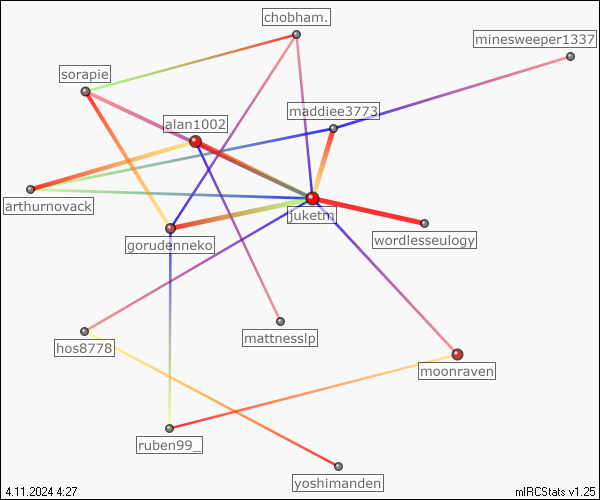 chobham.
minesweeper1337
sorapie
maddiee3773
alan1002
arthurnovack
juketm
wordlesseulogy
gorudenneko
mattnesslp
hos8778
moonraven
ruben99_
yoshimanden
4.11.2024 4:27
mIRCStats v1.25